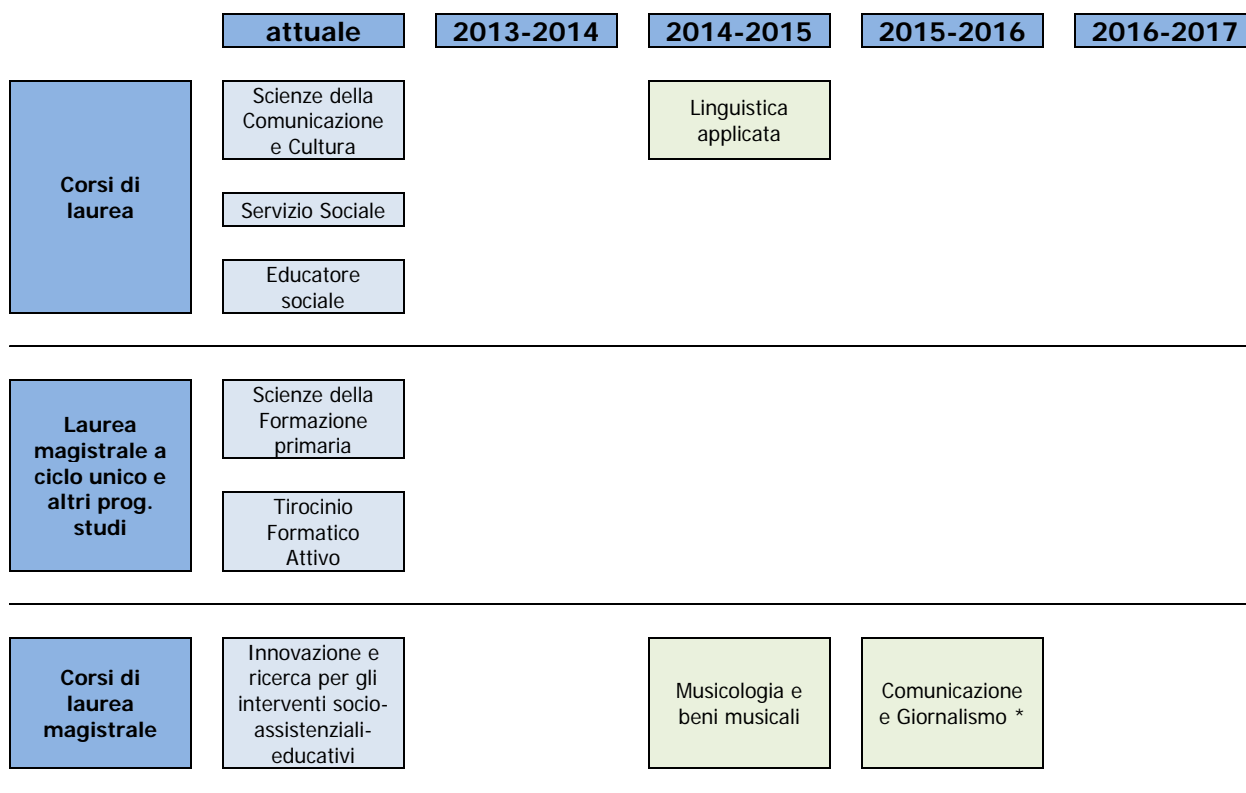 attuale 2013-2014 2014-2015 2015-2016 2016-2017
Corsi di
laurea
Scienze della
Comunicazione
e Cultura
Linguistica
applicata
Servizio Sociale
Educatore
sociale
Laurea
magistrale a
ciclo unico e
altri prog.
studi
Scienze della
Formazione
primaria
Tirocinio
Formatico
Attivo
Corsi di
laurea
magistrale
Innovazione e
ricerca per gli
interventi socio-
assistenziali-
educativi
Musicologia e
beni musicali
Comunicazione
e Giornalismo *